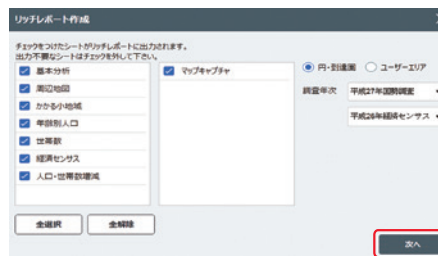 リッチレポート作成
チェックをつけたシートがリッチレポートに出力されます。
出力不要なシートはチェックを外して下さい。
基本分析
周辺地図
かかる小地域
年齢別人口
世帯数
経済センサス
人口・世帯数増減
マップキャプチャ
円・到達圏
ユーザーエリア
調査年次
平成27年国勢調査
平成26年経済センサス
全選択
全解除
次へ